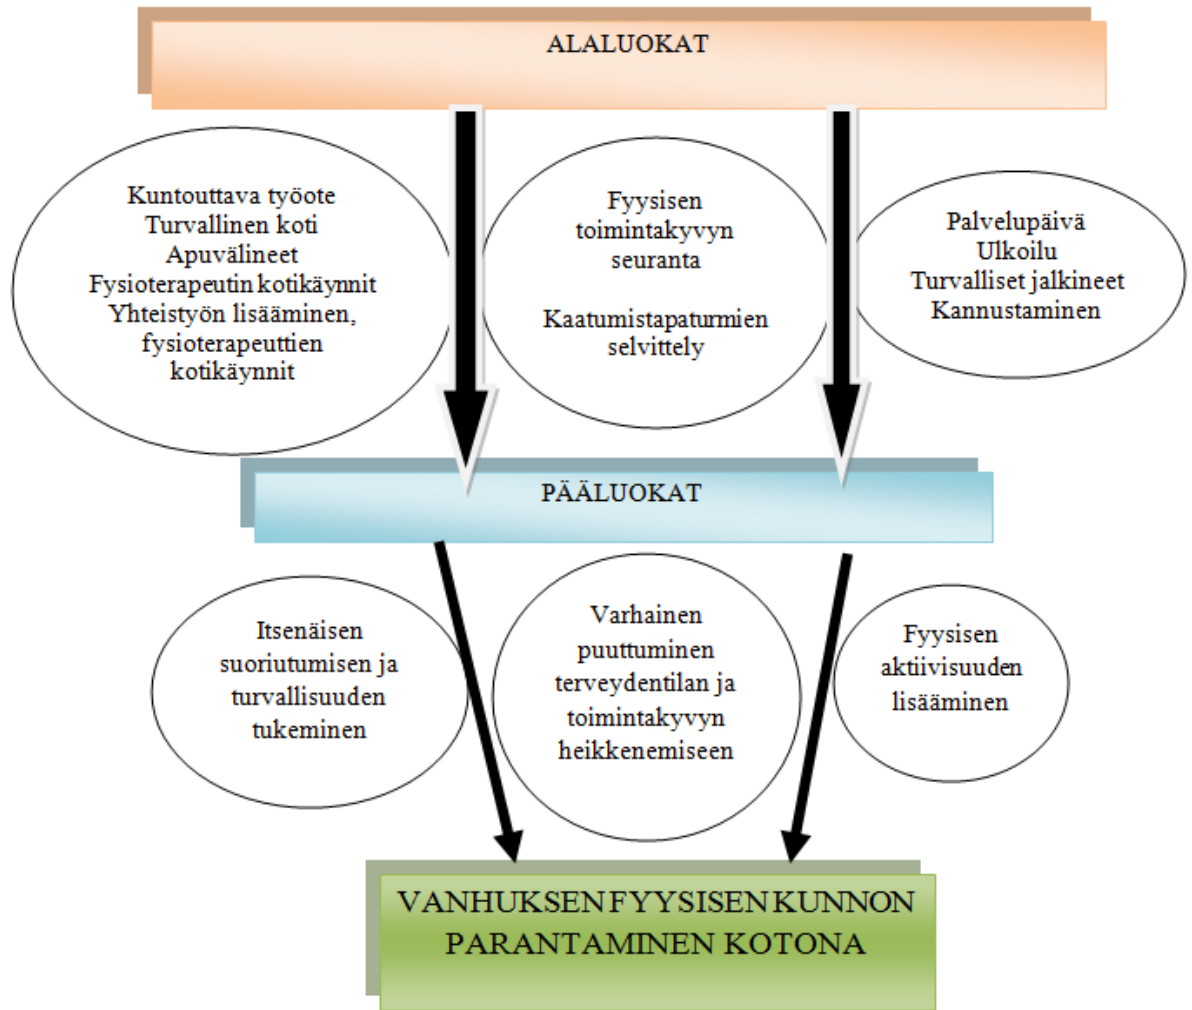 ALALUOKAT
Kuntouttava työote
Turvallinen koti
Apuvälineet
Fysioterapeutin kotikäynnit
Yhteistyön lisääminen,
fysioterapeuttien
kotikäynnit
Fyysisen
toimintakyvyn
seuranta
Kaatumistapaturmien
selvittely
Palvelupäivä
Ulkoilu
Turvalliset jalkineet
Kannustaminen
PÄÄLUOKAT
Itsenäisen
suoriutumisen ja
turvallisuuden
tukeminen
Varhainen
puuttuminen
terveydentilan ja
toimintakyvyn
heikkenemiseen
Fyysisen
aktiivisuuden
lisääminen
VANHUKSEN FYYSISEN KUNNON
PARANTAMINEN KOTONA